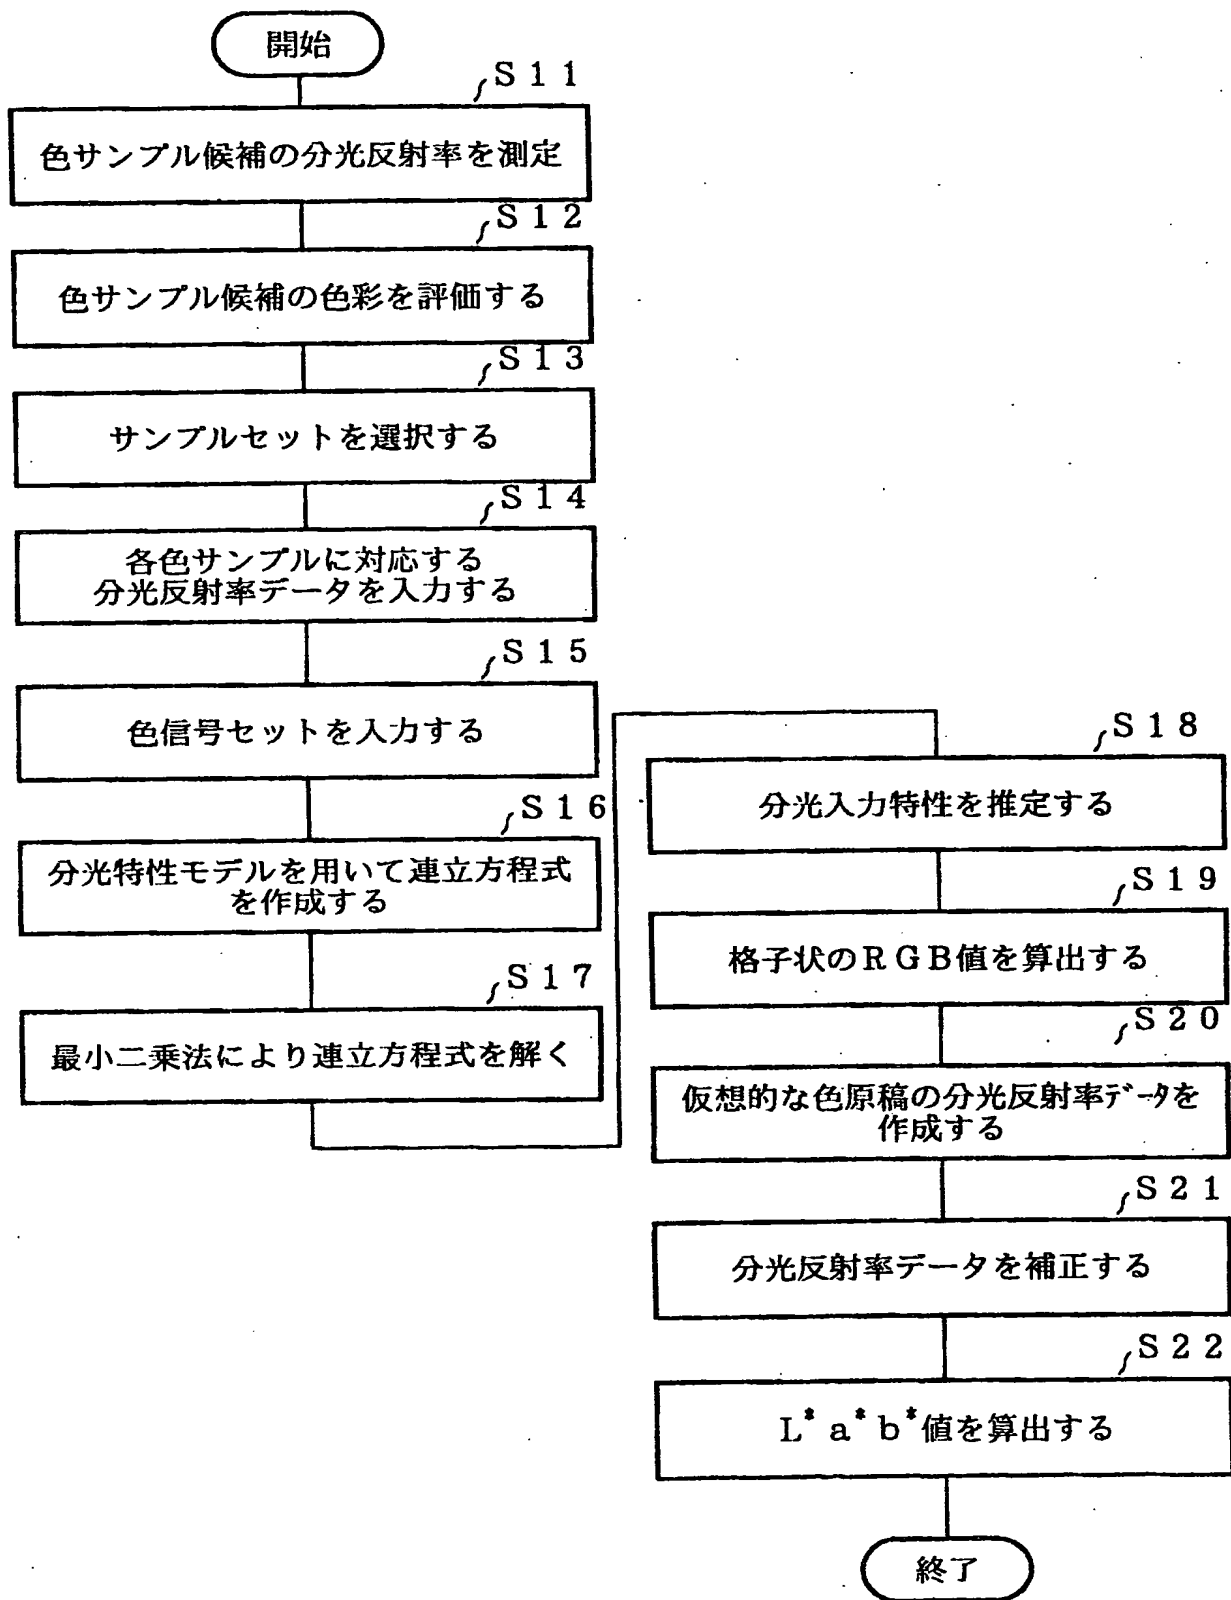 開始
S11
色サンプル候補の分光反射率を測定
S12
色サンプル候補の色彩を評価する
S13
サンプルセットを選択する
S14
各色サンプルに対応する
分光反射率データを入力する
S15
色信号セットを入力する
S16
分光特性モデルを用いて連立方程式
を作成する
S17
最小二乗法により連立方程式を解く
S18
分光入力特性を推定する
S19
格子状のRGB値を算出する
S20
仮想的な色原稿の分光反射率データを
作成する
S21
分光反射率データを補正する
S22
L* a* b*値を算出する
終了